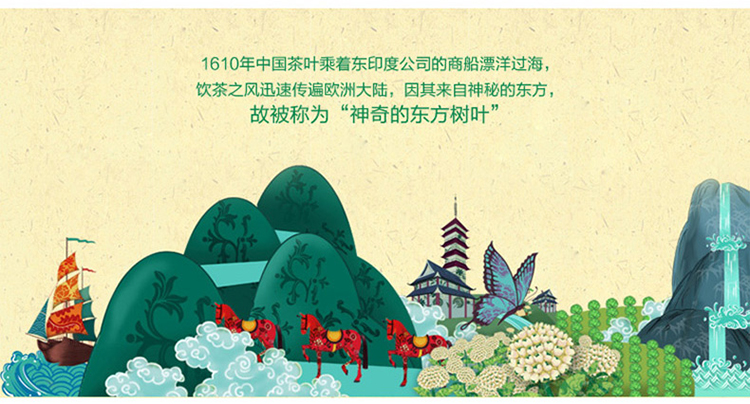 1610年中国茶叶乘着东印度公司的商船漂洋过海，
饮茶之风迅速传遍欧洲大陆，因其来自神秘的东方，
故被称为“神奇的东方树叶”